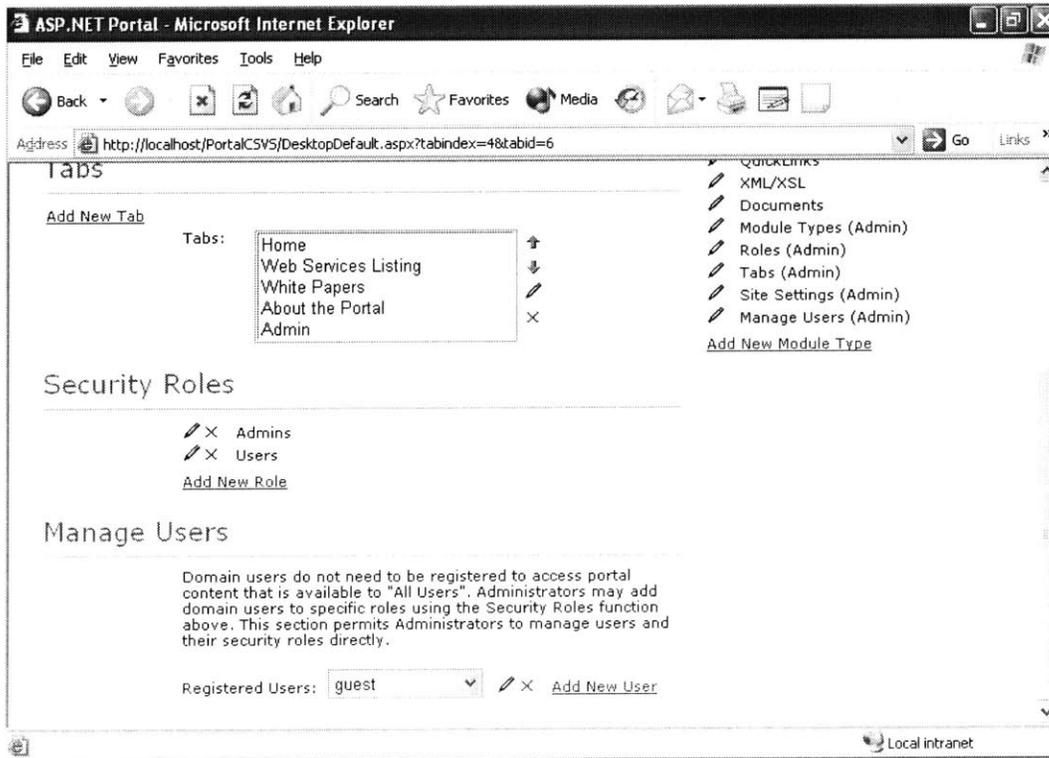 ASP.NET Portal - Microsoft Internet Explorer
File Edit View Favorites Tools Help
Back Search Favorites Media
Address http://localhost/PortalCSVS/DesktopDefault.aspx?tabindex=4&tabid=6 Go Links »
Tabs
Add New Tab
Tabs:
Home
Web Services Listing
White Papers
About the Portal
Admin
QuickLinks
XML/XSL
Documents
Module Types (Admin)
Roles (Admin)
Tabs (Admin)
Site Settings (Admin)
Manage Users (Admin)
Add New Module Type
Security Roles
Admins
Users
Add New Role
Manage Users
Domain users do not need to be registered to access portal
content that is available to "All Users". Administrators may add
domain users to specific roles using the Security Roles function
above. This section permits Administrators to manage users and
their security roles directly.
Registered Users: guest Add New User
Local intranet